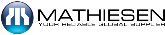 MATHIESEN
YOUR RELIABLE GLOBAL SUPPLIER